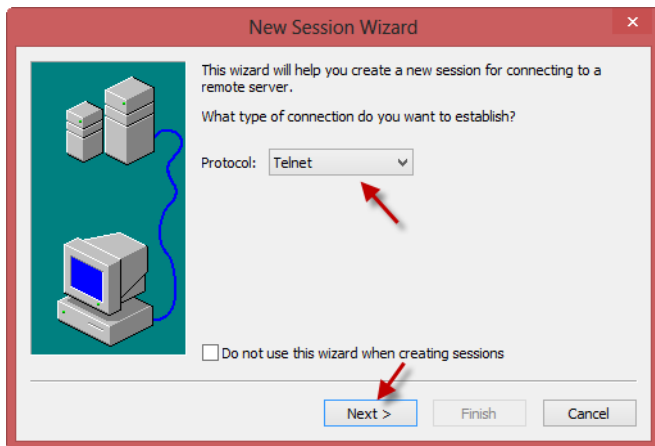 New Session Wizard
x
This wizard will help you create a new session for connecting to a
remote server.
What type of connection do you want to establish?
Protocol: Telnet
Do not use this wizard when creating sessions
Next > Finish Cancel